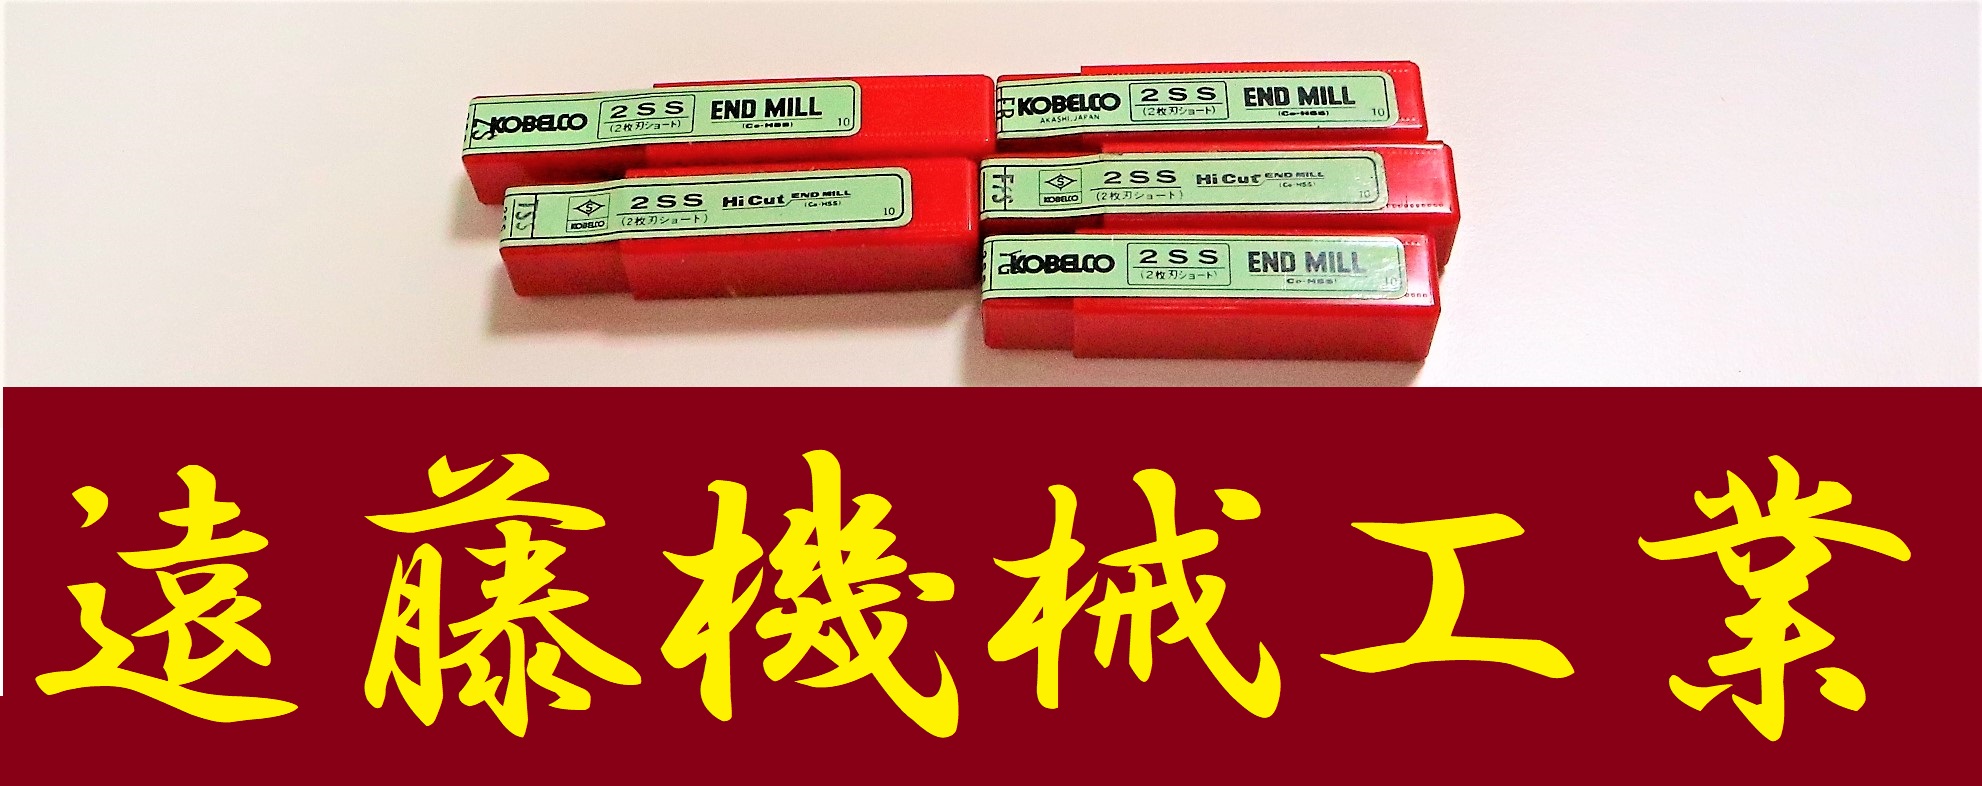 KOBELCO 2SS (2枚刃ショート) END MILL (Co-HSS) 10
KOBELCO AKASHI, JAPAN 2SS (2枚刃ショート) END MILL (Co-HSS) 10
S KOBELCO 2SS (2枚刃ショート) Hi Cut END MILL (Co-HSS) 10
S KOBELCO 2SS (2枚刃ショート) Hi Cut END MILL (Co-HSS) 10
KOBELCO 2SS (2枚刃ショート) END MILL (Co-HSS) 10
遠藤機械工業